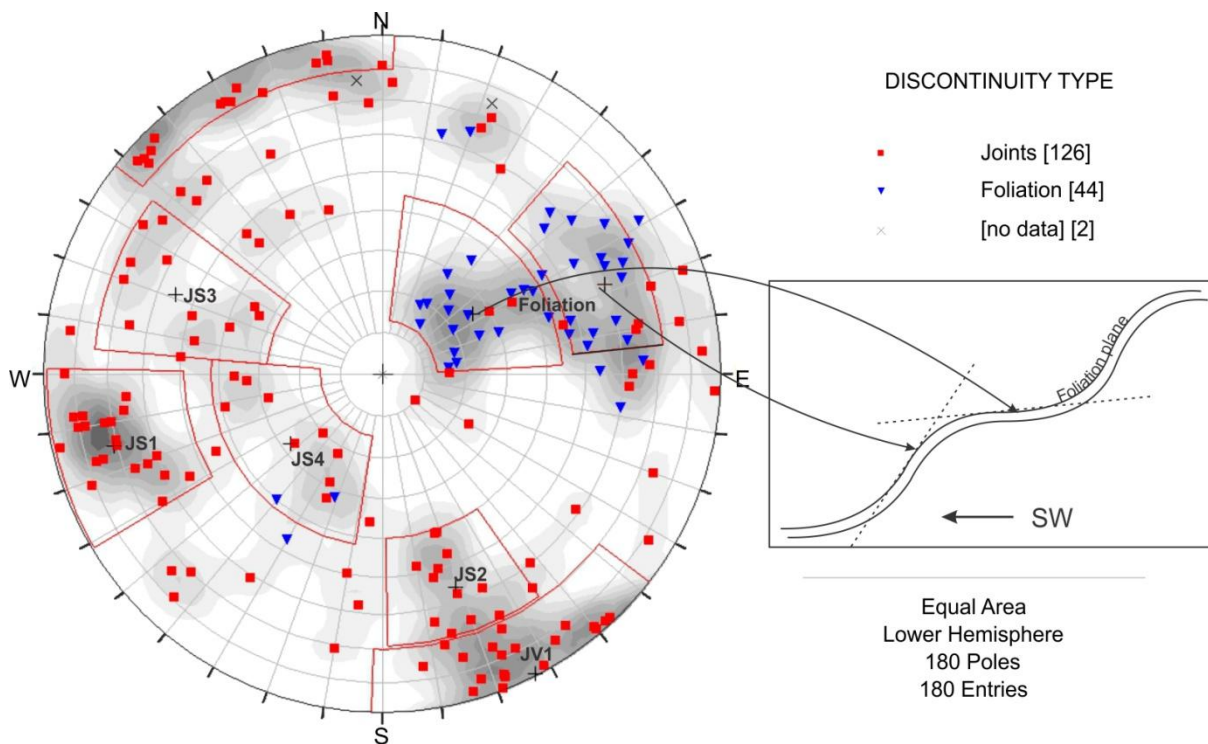 N
DISCONTINUITY TYPE
Joints [126]
Foliation [44]
[no data] [2]
JS3
Foliation
Foliation plane
W
E
JS1
JS4
SW
JS2
JV1
S
Equal Area
Lower Hemisphere
180 Poles
180 Entries